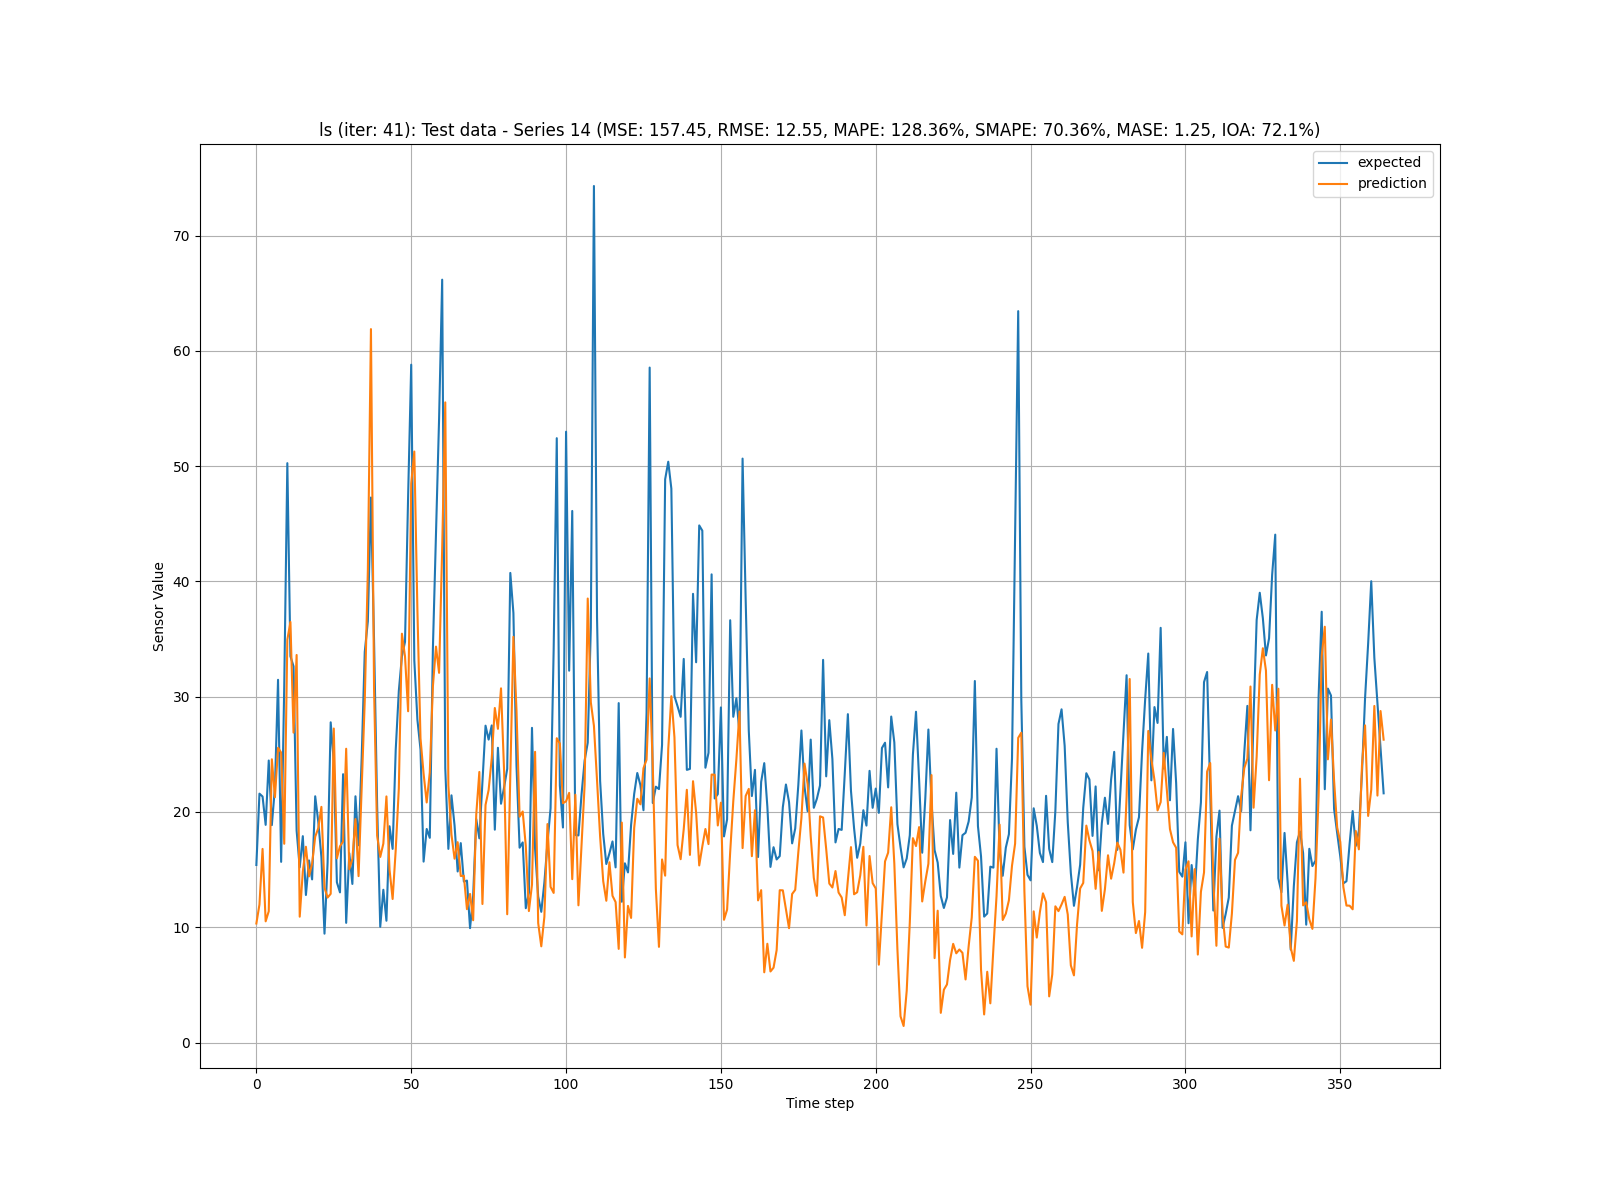 ls (iter: 41): Test data - Series 14 (MSE: 157.45, RMSE: 12.55, MAPE: 128.36%, SMAPE: 70.36%, MASE: 1.25, IOA: 72.1%)
expected
prediction
70
60
50
40
30
20
10
0
Sensor Value
0 50 100 150 200 250 300 350
Time step